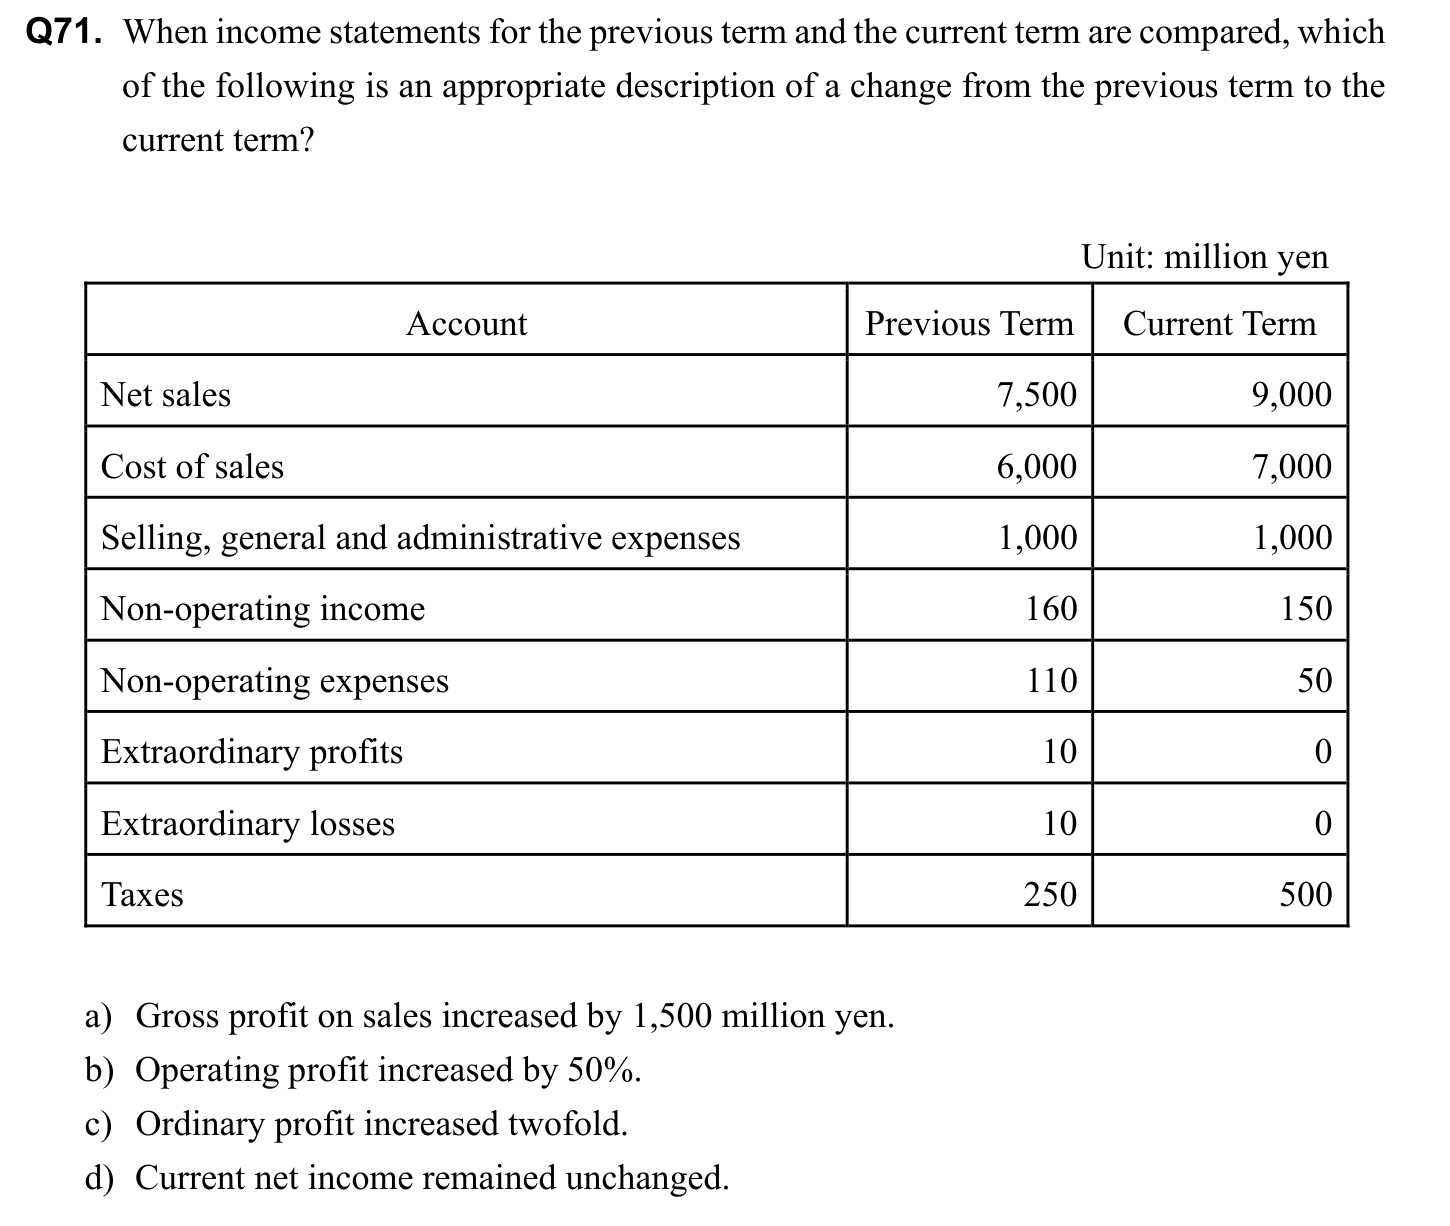 Q71. When income statements for the previous term and the current term are compared, which
of the following is an appropriate description of a change from the previous term to the
current term?
Unit: million yen
Account Previous Term Current Term
Net sales 7,500 9,000
Cost of sales 6,000 7,000
Selling, general and administrative expenses 1,000 1,000
Non-operating income 160 150
Non-operating expenses 110 50
Extraordinary profits 10 0
Extraordinary losses 10 0
Taxes 250 500
a) Gross profit on sales increased by 1,500 million yen.
b) Operating profit increased by 50%.
c) Ordinary profit increased twofold.
d) Current net income remained unchanged.